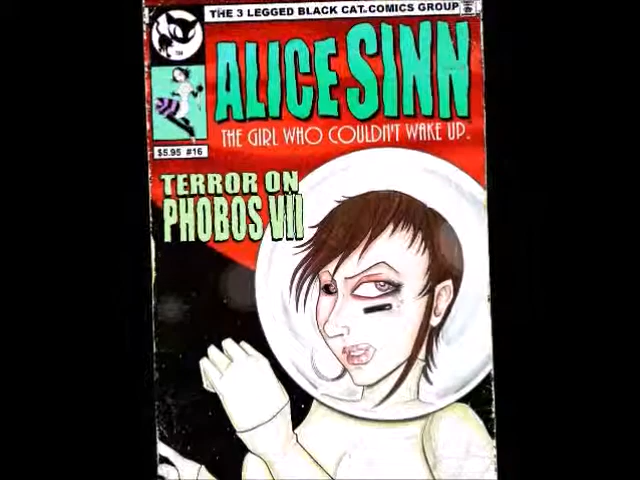 THE 3 LEGGED BLACK CAT.COMICS GROUP
ALICE SINN
THE GIRL WHO COULDN'T WAKE UP.
$5.95 #16
TERROR ON
PHOBOS VII